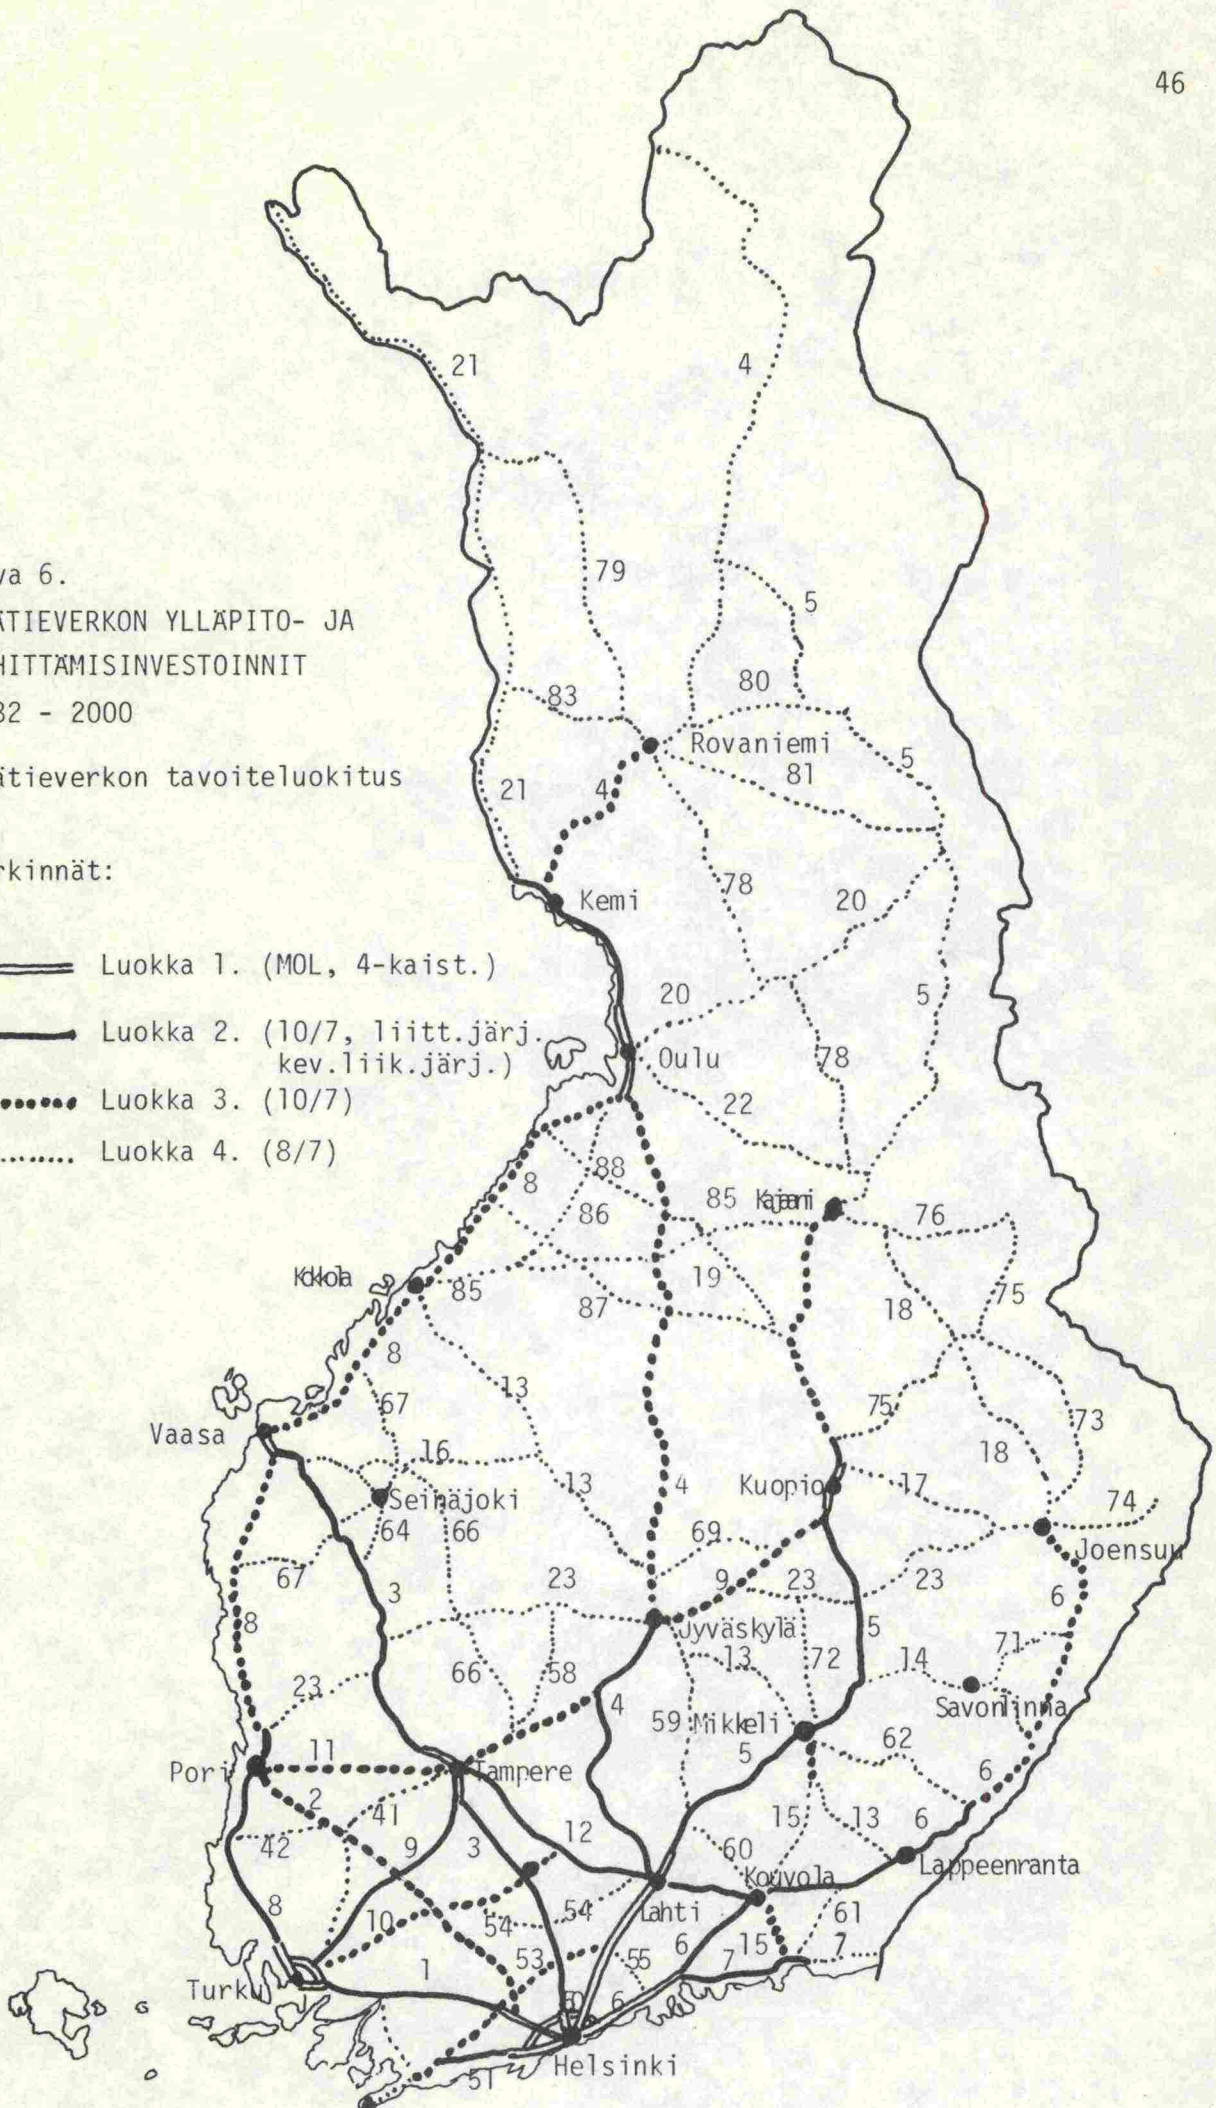 46
va 6.
ÄTIEVERKON YLLÄPITO- JA
HITTÄMISINVESTOINNIT
82 - 2000
ätieverkon tavoiteluokitus
rkinnät:
Luokka 1. (MOL, 4-kaist.)
Luokka 2. (10/7, liitt.järj.
kev.liik.järj.)
Luokka 3. (10/7)
Luokka 4. (8/7)
21
4
79
5
83
80
Rovaniemi
81
5
21
4
78
20
Kemi
20
5
Oulu
78
22
88
8
85
Kajaani
76
86
Kokkola
85
19
87
18
75
8
67
13
75
73
Vaasa
16
18
13
4
Kuopio
17
Seinäjoki
74
64
66
69
Joensuu
67
9
23
23
23
6
3
8
Jyväskylä
5
71
66
58
13
72
14
23
Savonlinna
4
59
Mikkeli
62
11
5
Pori
Tampere
6
2
41
15
13
6
42
9
3
12
60
Lappeenranta
Kouvola
8
10
54
54
Lahti
61
53
6
15
7
1
55
7
Turku
50
6
Helsinki
51